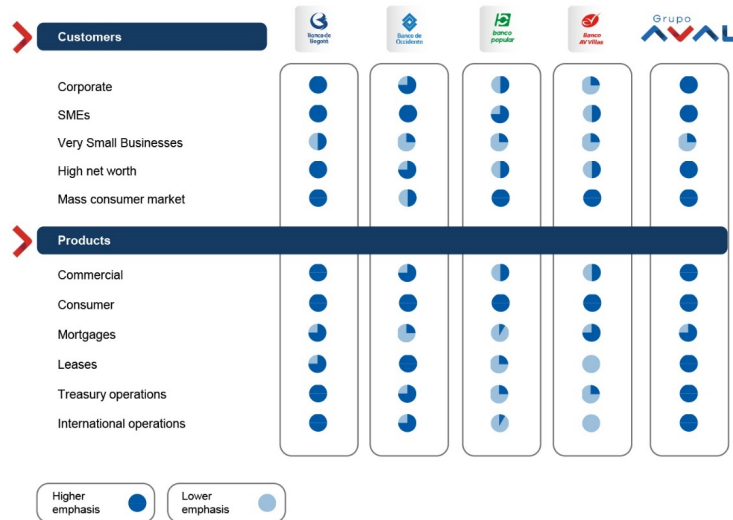 Customers
Banco de
Bogotá
Banco de
Occidente
banco
popular
Banco
AV Villas
Grupo
AVAL
Corporate
SMEs
Very Small Businesses
High net worth
Mass consumer market
Products
Commercial
Consumer
Mortgages
Leases
Treasury operations
International operations
Higher
emphasis
Lower
emphasis